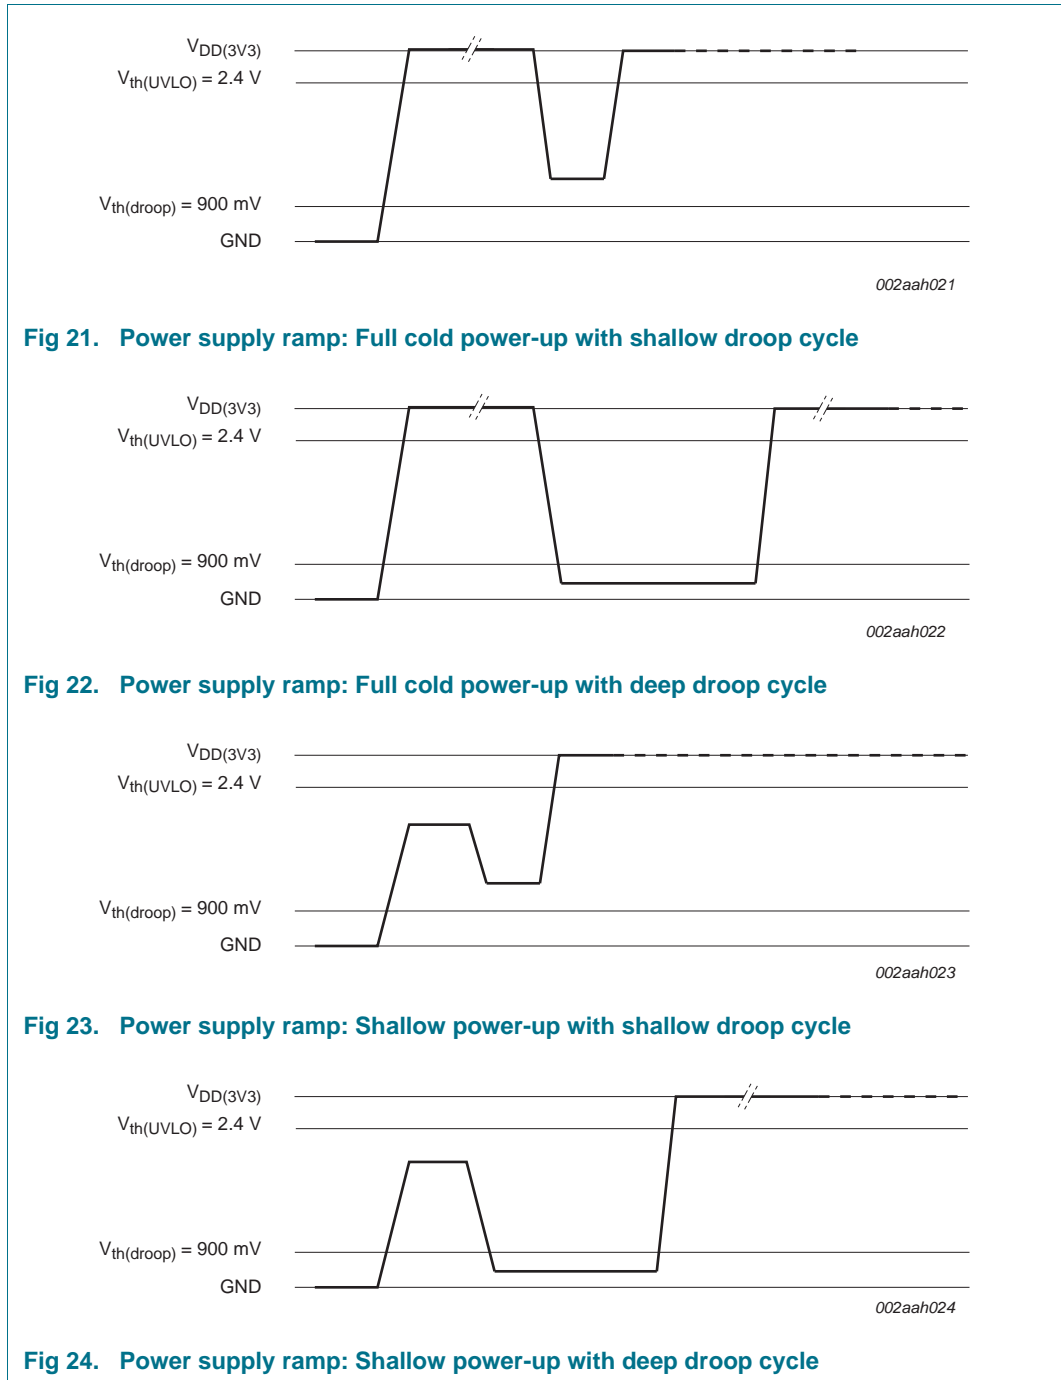 VDD(3V3)
Vth(UVLO) = 2.4 V
Vth(droop) = 900 mV
GND
002aah021
Fig 21. Power supply ramp: Full cold power-up with shallow droop cycle
VDD(3V3)
Vth(UVLO) = 2.4 V
Vth(droop) = 900 mV
GND
002aah022
Fig 22. Power supply ramp: Full cold power-up with deep droop cycle
VDD(3V3)
Vth(UVLO) = 2.4 V
Vth(droop) = 900 mV
GND
002aah023
Fig 23. Power supply ramp: Shallow power-up with shallow droop cycle
VDD(3V3)
Vth(UVLO) = 2.4 V
Vth(droop) = 900 mV
GND
002aah024
Fig 24. Power supply ramp: Shallow power-up with deep droop cycle